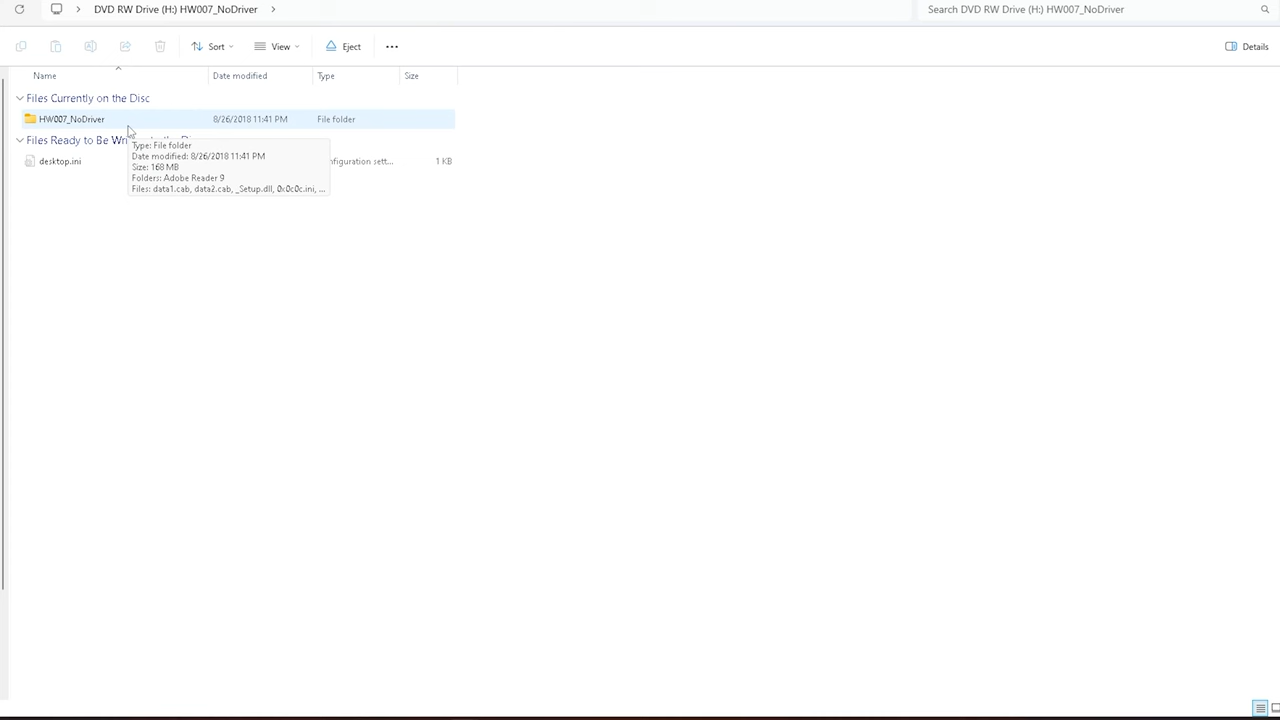 DVD RW Drive (H:) HW007_NoDriver
Search DVD RW Drive (H:) HW007_NoDriver
Sort View Eject Details
Name Date modified Type Size
Files Currently on the Disc
HW007_NoDriver 8/26/2018 11:41 PM File folder
Files Ready to Be
Type: File folder
Date modified: 8/26/2018 11:41 PM
desktop.ini 1 KB
Size: 168 MB
Folders: Adobe Reader 9
Files: data1.cab, data2.cab, _Setup.dll, 0x0c0c.ini, ...